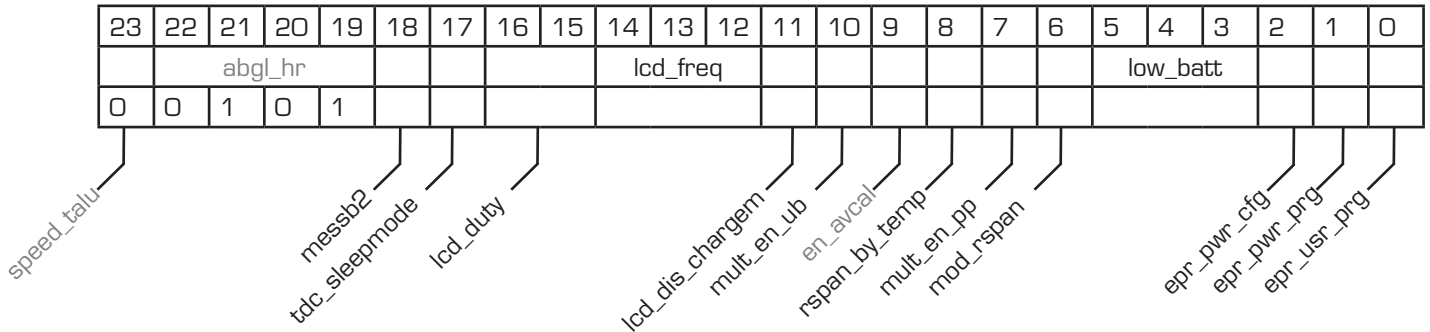 23 22 21 20 19 18 17 16 15 14 13 12 11 10 9 8 7 6 5 4 3 2 1 0
abgl_hr lcd_freq low_batt
0 0 1 0 1
speed_talu
messb2
tdc_sleepmode
lcd_duty
lcd_dis_chargem
mult_en_ub
en_avcal
rspan_by_temp
mult_en_pp
mod_rspan
epr_pwr_cfg
epr_pwr_prg
epr_usr_prg